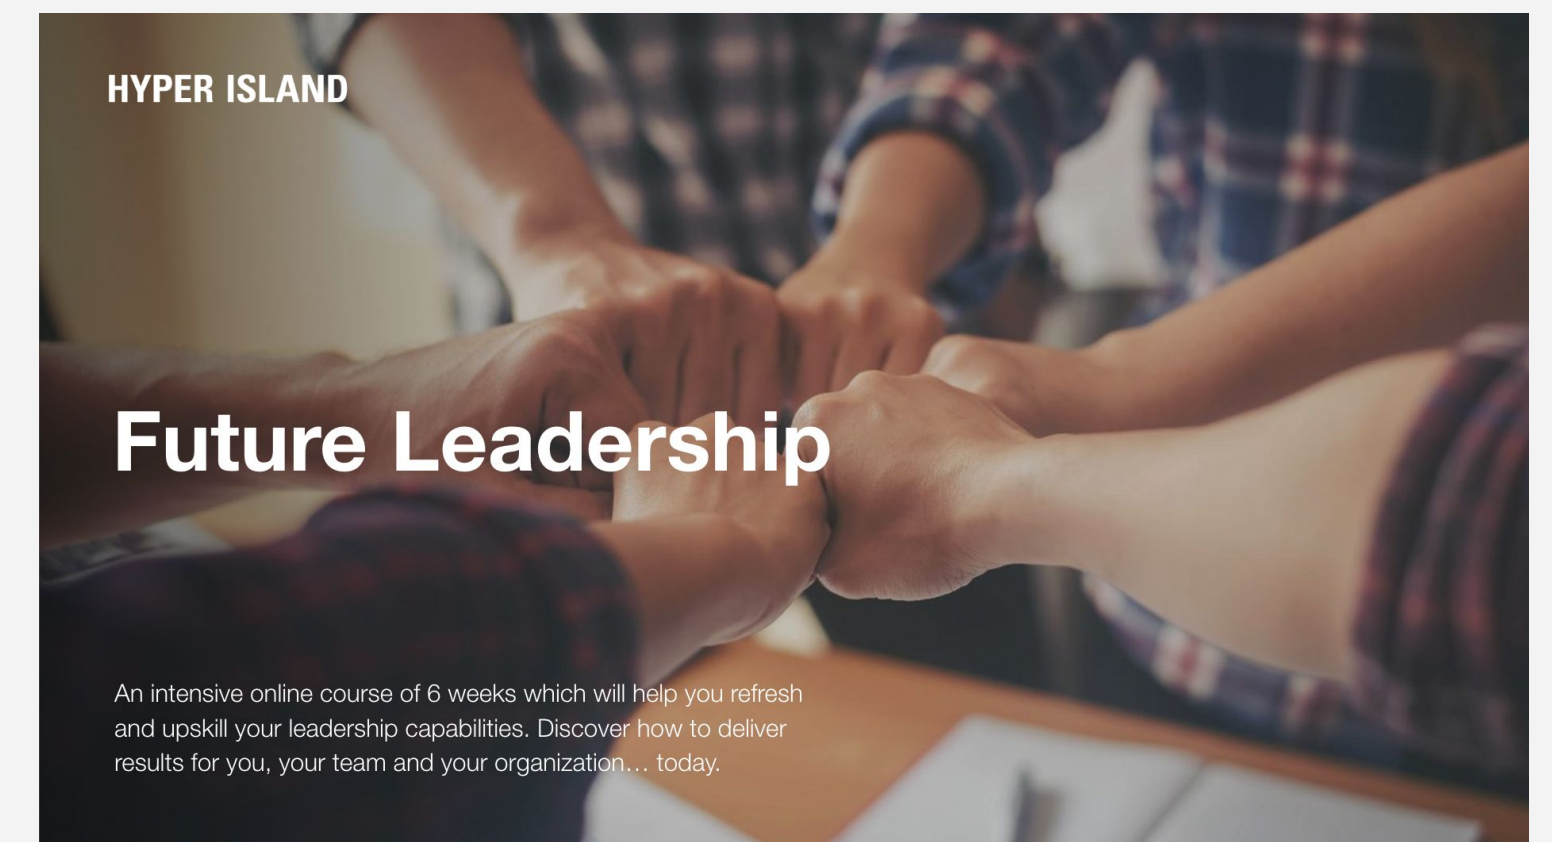 HYPER ISLAND
Future Leadership
An intensive online course of 6 weeks which will help you refresh
and upskill your leadership capabilities. Discover how to deliver
results for you, your team and your organization… today.